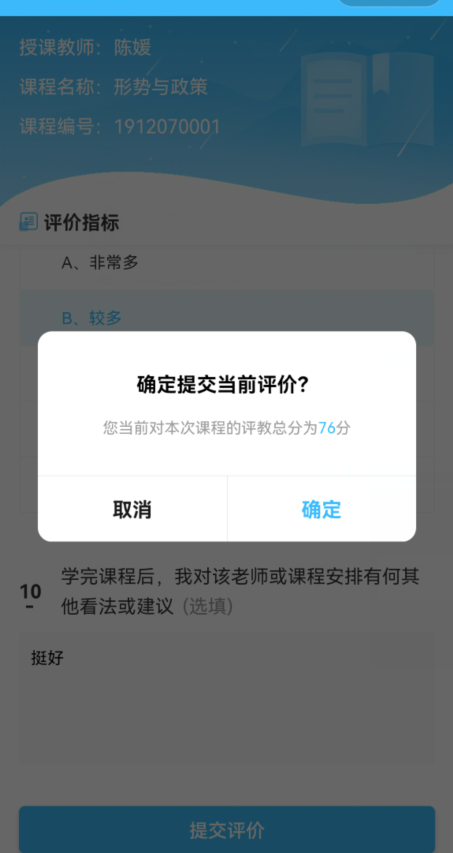 授课教师：陈媛
课程名称：形势与政策
课程编号：1912070001
评价指标
A、非常多
B、较多
确定提交当前评价？
您当前对本次课程的评教总分为76分
取消
确定
10
学完课程后，我对该老师或课程安排有何其
他看法或建议（选填）
挺好
提交评价